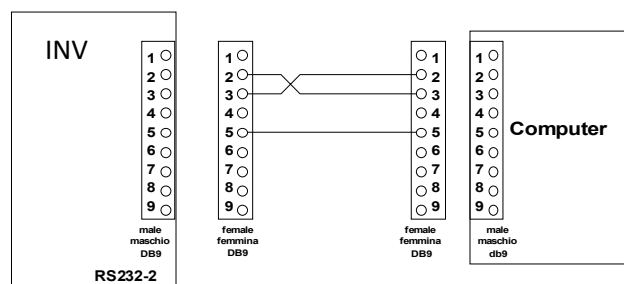 INV
1
2
3
4
5
6
7
8
9
male
maschio
DB9
RS232-2
1
2
3
4
5
6
7
8
9
female
femmina
DB9
1
2
3
4
5
6
7
8
9
female
femmina
DB9
1
2
3
4
5
6
7
8
9
male
maschio
db9
Computer